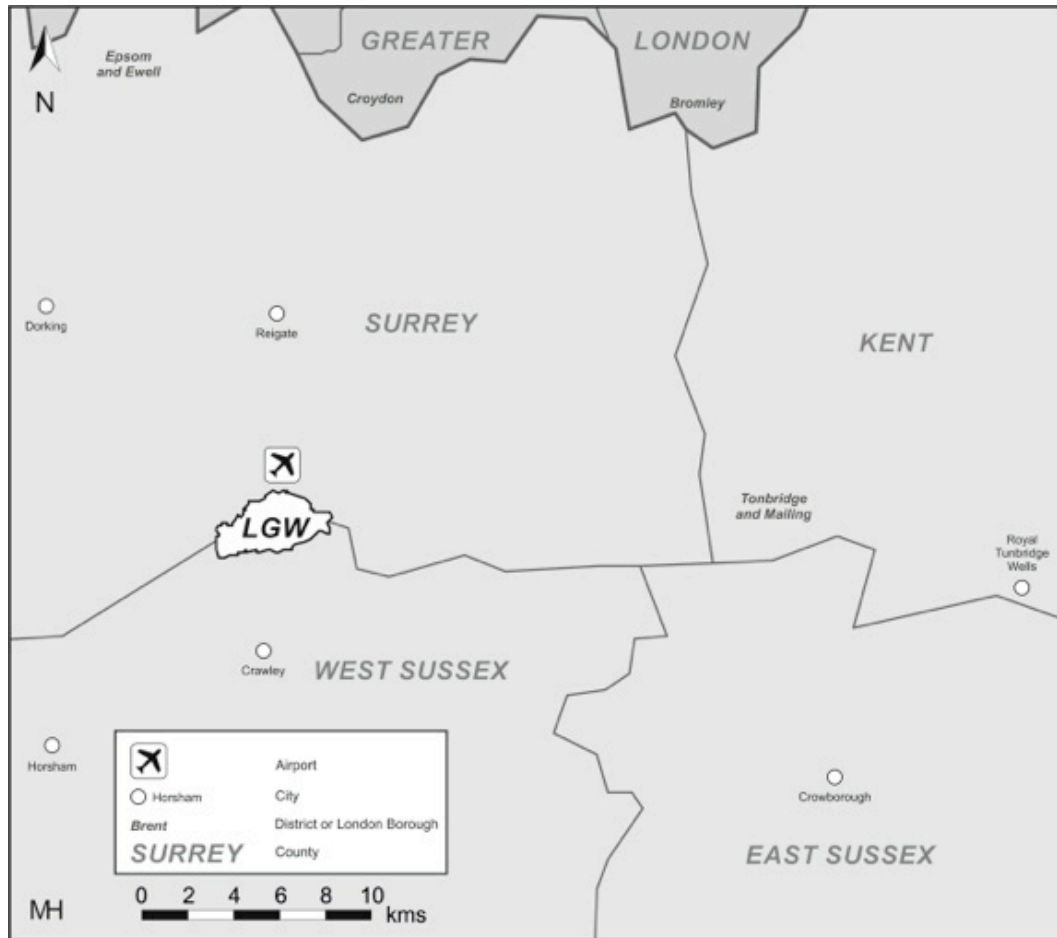 GREATER
LONDON
Epsom
and Ewell
N
Croydon
Bromley
Dorking
Reigate
SURREY
KENT
LGW
Tonbridge
and Mailing
Royal
Tunbridge
Wells
Crawley
WEST SUSSEX
Horsham
Crowborough
EAST SUSSEX
Airport
Horsham City
Brent District or London Borough
SURREY County
0 2 4 6 8 10
kms
MH